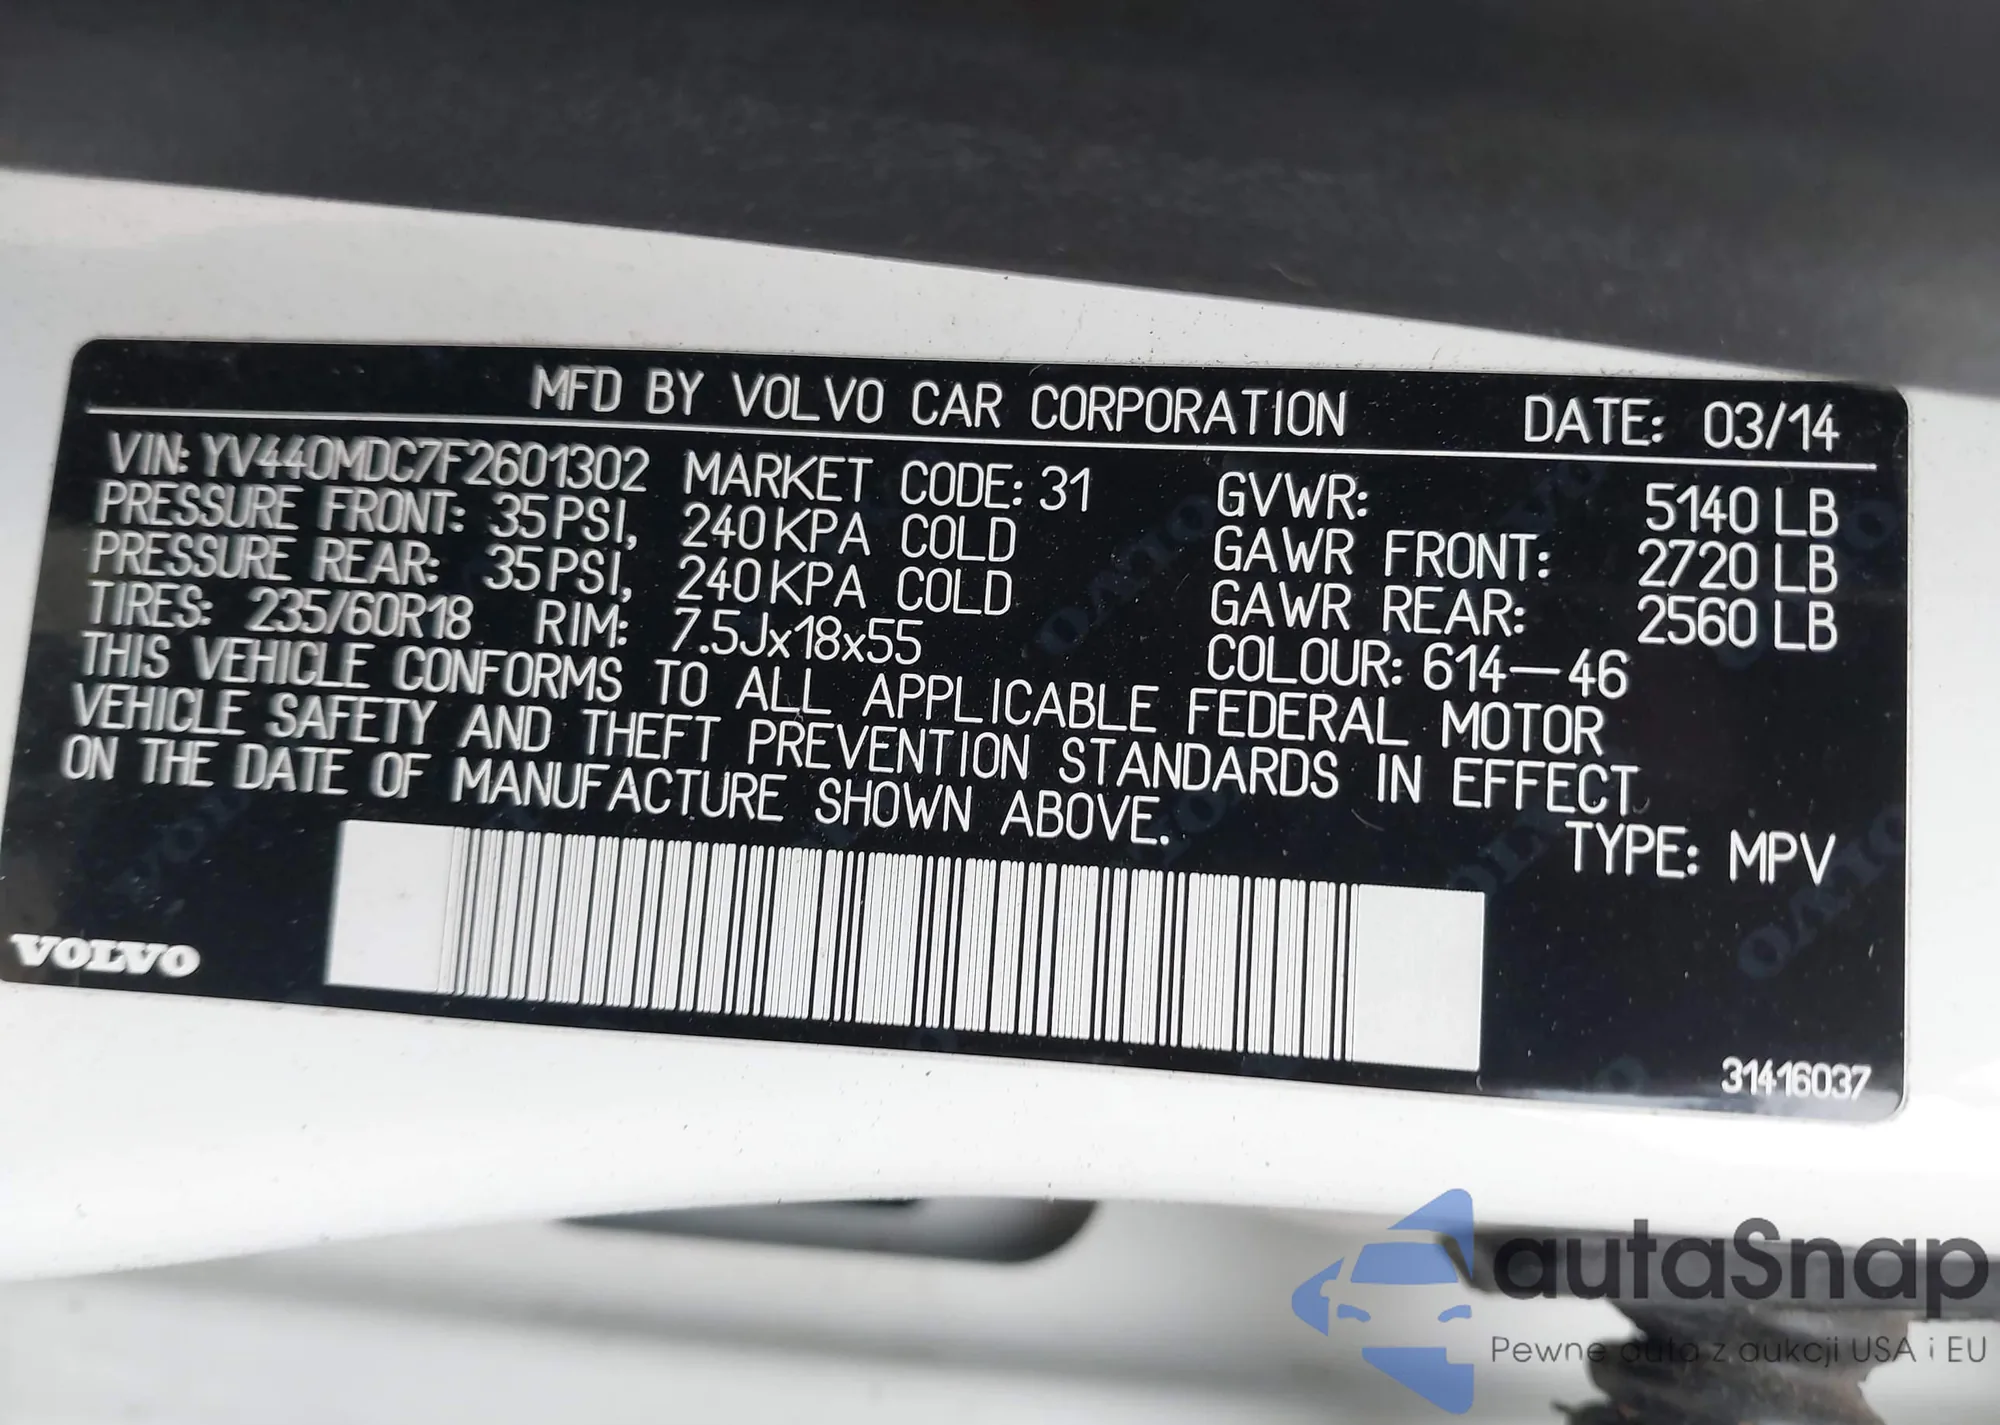 MFD BY VOLVO CAR CORPORATION DATE: 03/14
VIN: YV440MDC7F2601302 MARKET CODE: 31 GVWR: 5140 LB
PRESSURE FRONT: 35PSI, 240KPA COLD GAWR FRONT: 2720 LB
PRESSURE REAR: 35PSI, 240KPA COLD GAWR REAR: 2560 LB
TIRES: 235/60R18 RIM: 7.5Jx18x55 COLOUR: 614-46
THIS VEHICLE CONFORMS TO ALL APPLICABLE FEDERAL MOTOR
VEHICLE SAFETY AND THEFT PREVENTION STANDARDS IN EFFECT
ON THE DATE OF MANUFACTURE SHOWN ABOVE.
TYPE: MPV
VOLVO
31416037
autaSnap
Pewne auta z aukcji USA i EU